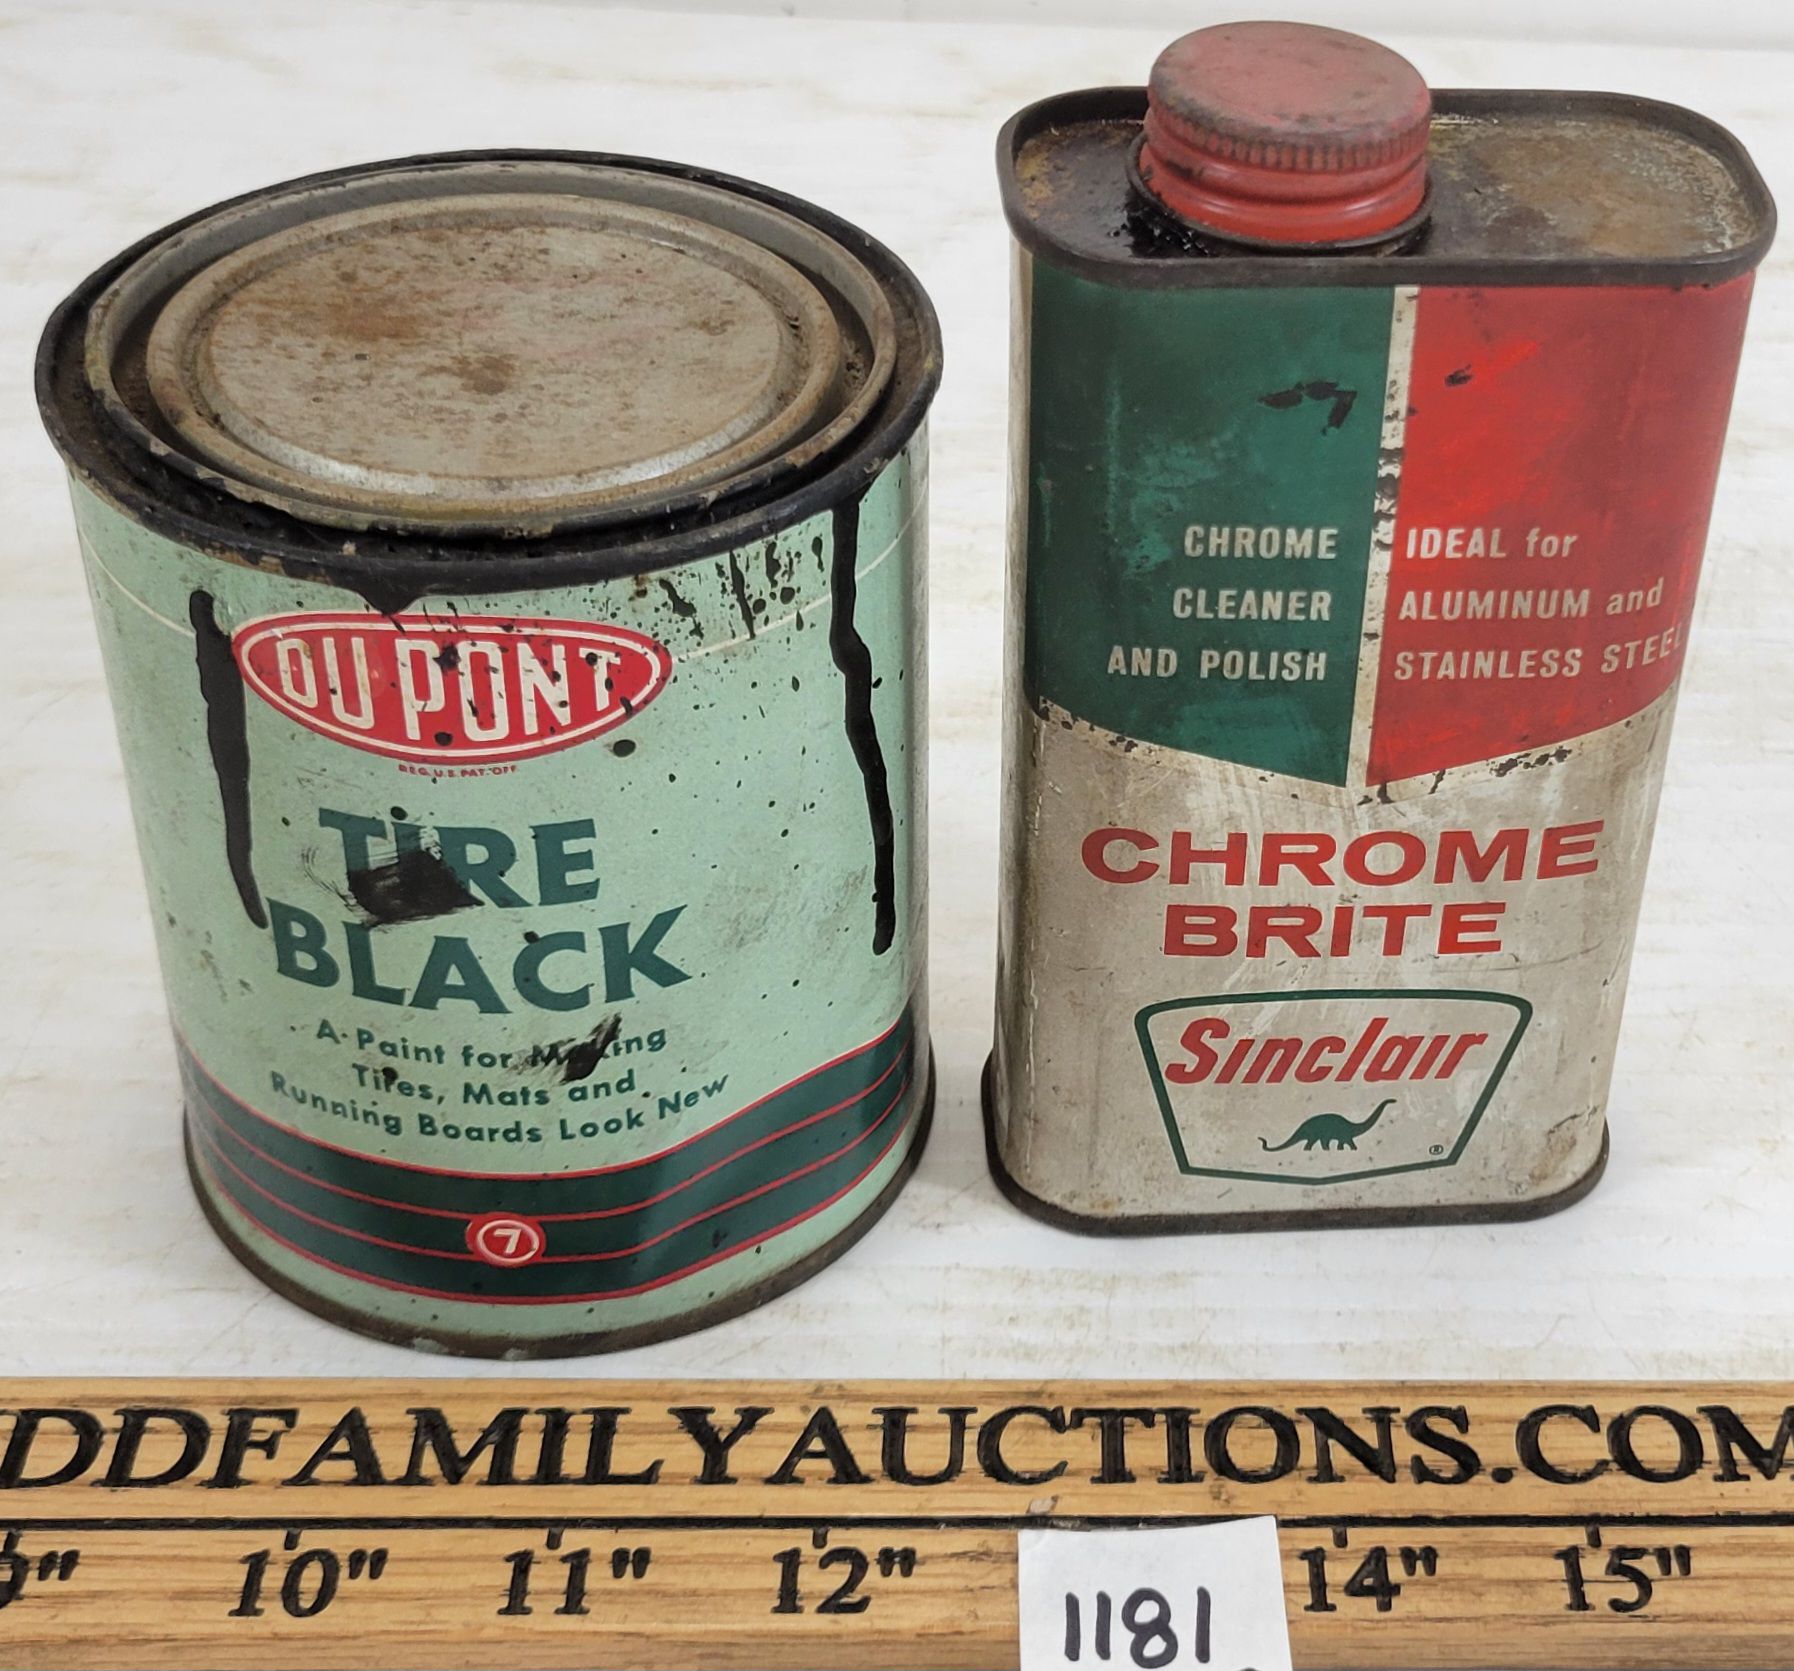 DU PONT
REG. U.S. PAT. OFF.
TIRE
BLACK
A Paint for Making
Tires, Mats and
Running Boards Look New
7
CHROME
CLEANER
AND POLISH
IDEAL for
ALUMINUM and
STAINLESS STEEL
CHROME
BRITE
Sinclair
®
DDFAMILYAUCTIONS.COM
9" 10" 11" 12" 14" 15"
1181